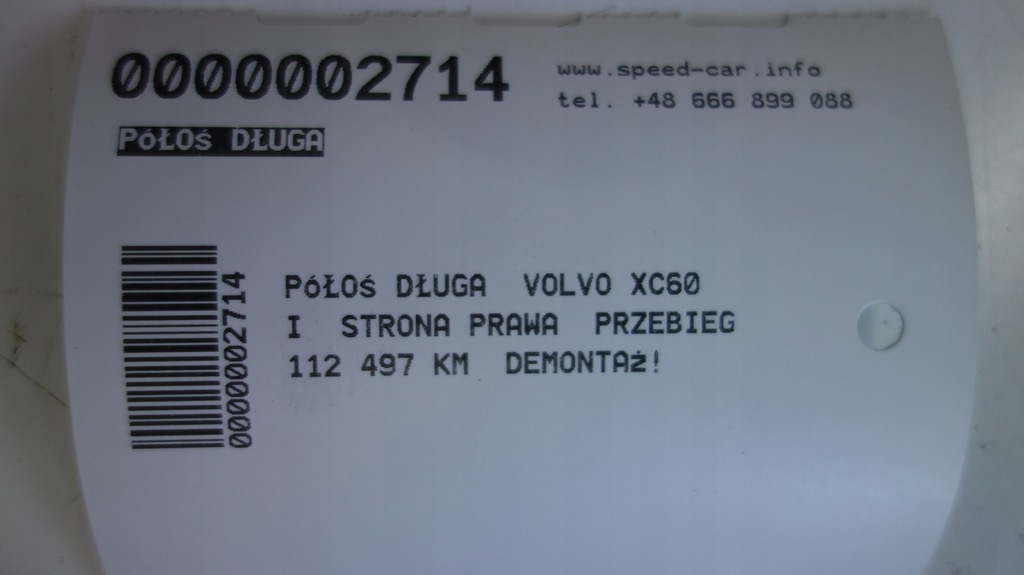 0000002714
www.speed-car.info
tel. +48 666 899 088
PóŁOś DŁUGA
0000002714
PóŁOś DŁUGA VOLVO XC60
I STRONA PRAWA PRZEBIEG
112 497 KM DEMONTAż!